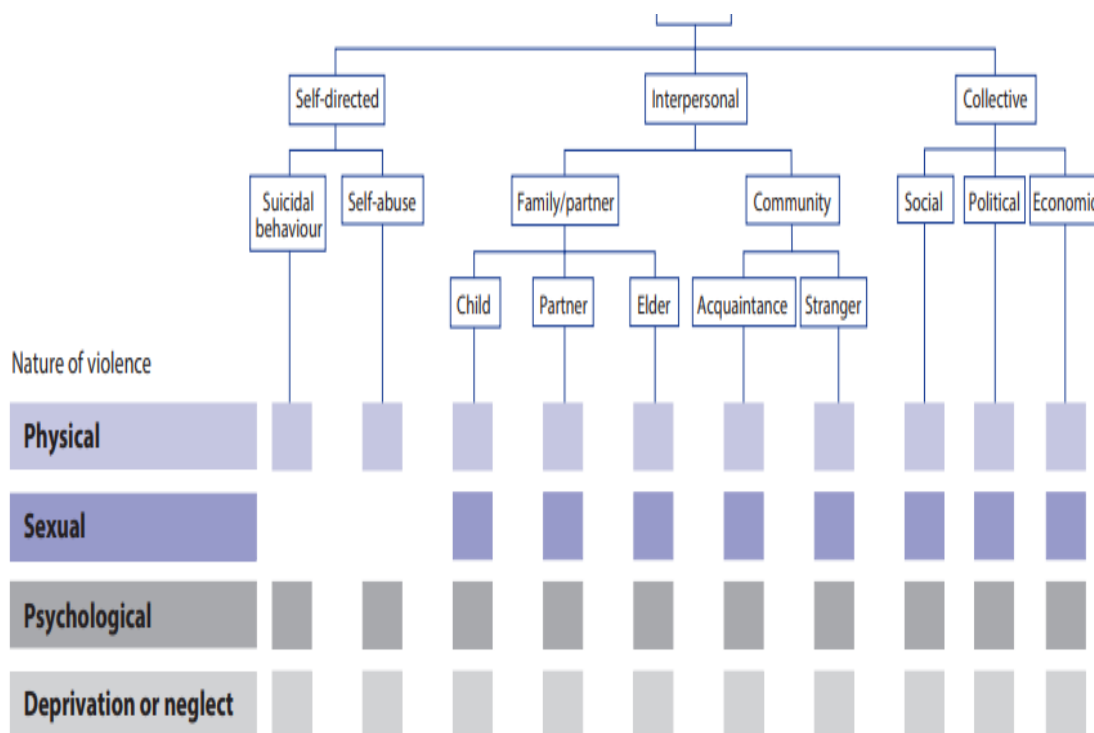 Self-directed
Interpersonal
Collective
Suicidal
behaviour
Self-abuse
Family/partner
Community
Social
Political
Economic
Child
Partner
Elder
Acquaintance
Stranger
Nature of violence
Physical
Sexual
Psychological
Deprivation or neglect